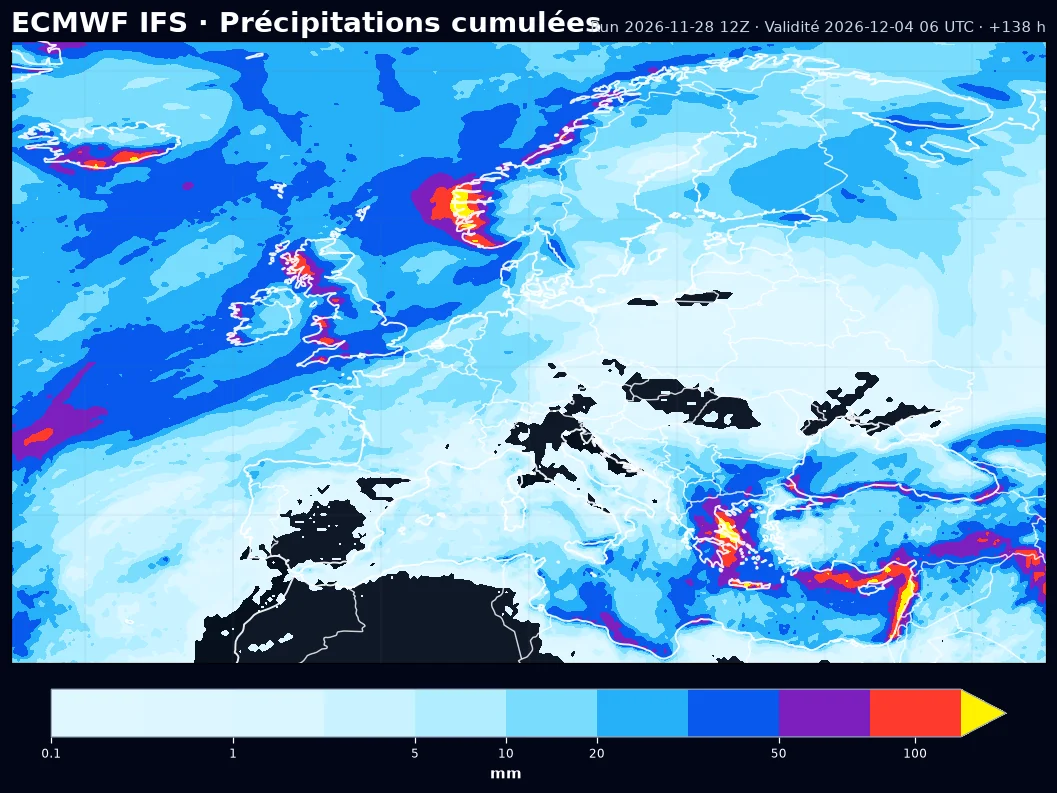 ECMWF IFS · Précipitations cumulées
Run 2026-11-28 12Z · Validité 2026-12-04 06 UTC · +138 h
0.1 1 5 10 20 50 100
mm